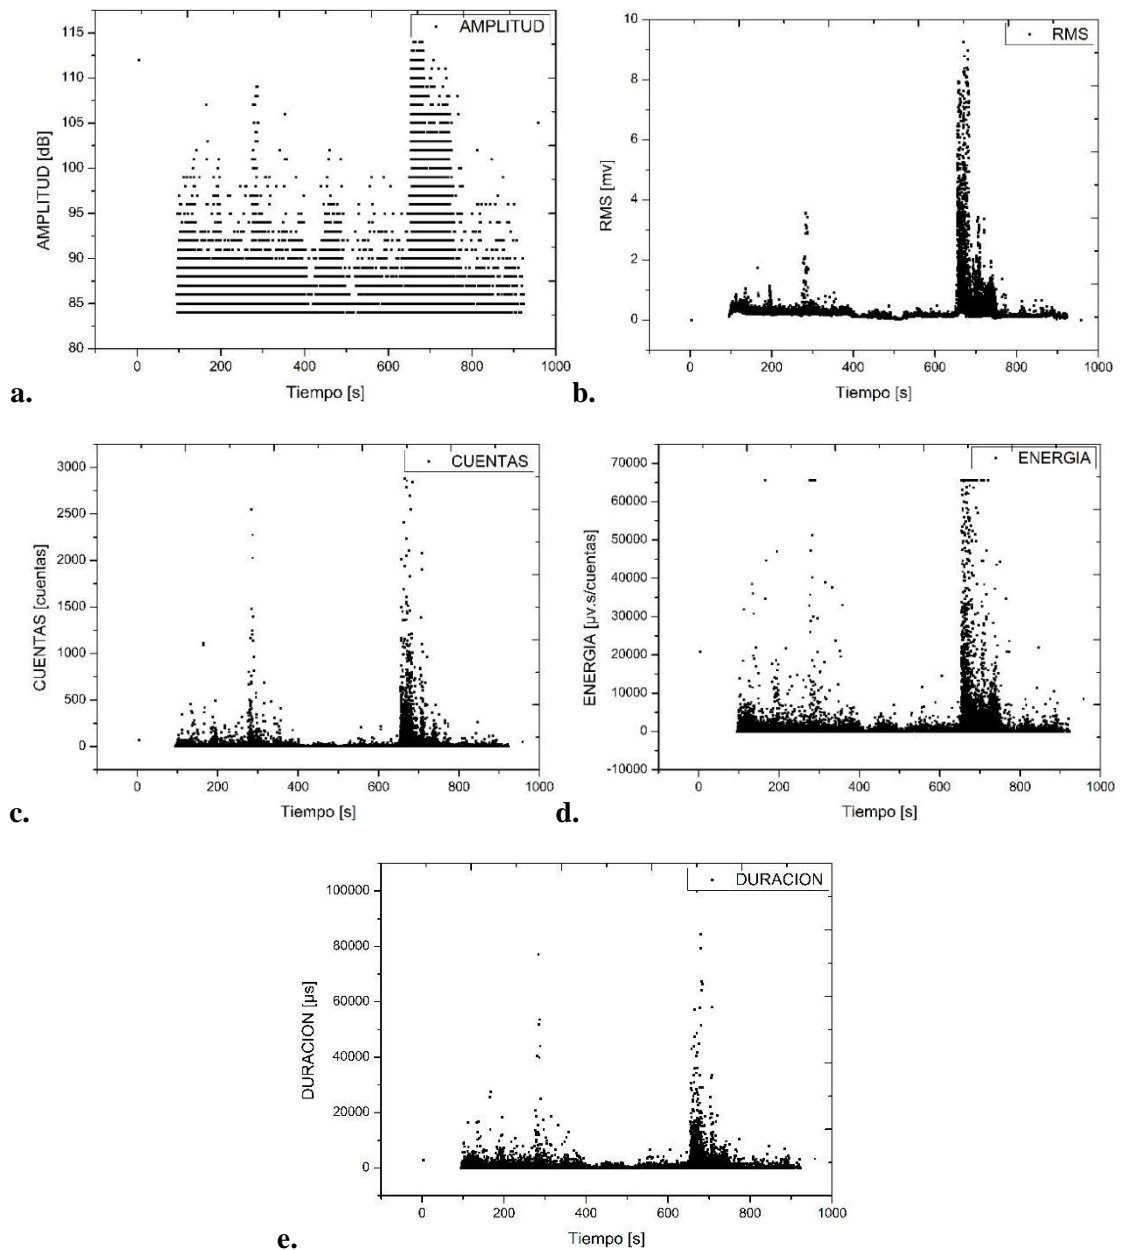 AMPLITUD
115
110
105
100
95
90
85
80
AMPLITUD [dB]
0 200 400 600 800 1000
Tiempo [s]
a.
RMS
10
8
6
4
2
0
RMS [mv]
0 200 400 600 800 1000
Tiempo [s]
b.
CUENTAS
3000
2500
2000
1500
1000
500
0
CUENTAS [cuentas]
0 200 400 600 800 1000
Tiempo [s]
c.
ENERGIA
70000
60000
50000
40000
30000
20000
10000
0
-10000
ENERGIA [µv.s/cuentas]
0 200 400 600 800 1000
Tiempo [s]
d.
DURACION
100000
80000
60000
40000
20000
0
DURACION [µs]
0 200 400 600 800 1000
Tiempo [s]
e.